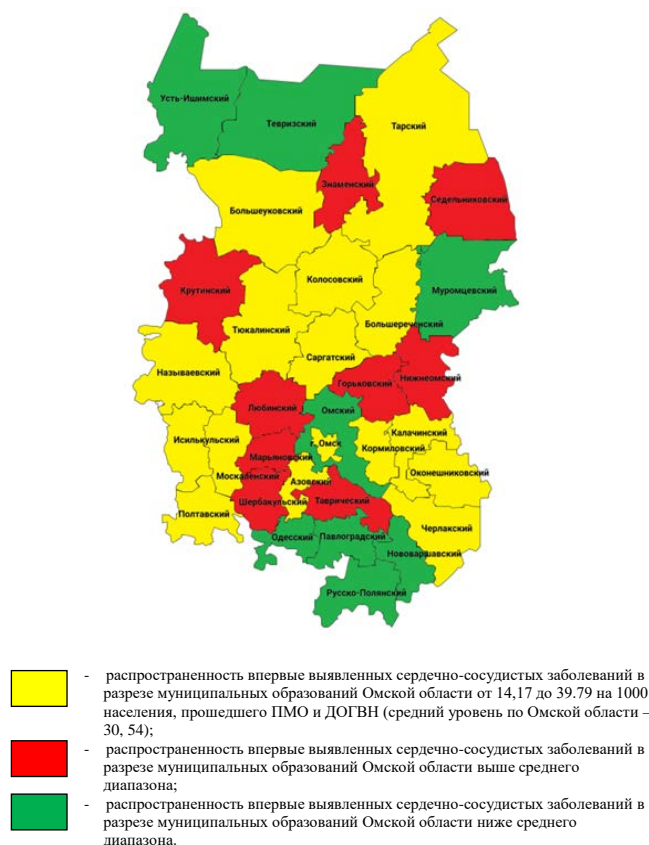 Усть-Ишимский
Тевризский
Тарский
Знаменский
Седельниковский
Большеуковский
Колосовский
Крутинский
Муромцевский
Тюкалинский
Большереченский
Саргатский
Называевский
Горьковский
Нижнеомский
Любинский
Омский
Калачинский
Исилькульский
г. Омск
Кормиловский
Марьяновский
Москаленский
Азовский
Оконешниковский
Шербакульский
Таврический
Полтавский
Черлакский
Одесский
Павлоградский
Нововаршавский
Русско-Полянский
- распространенность впервые выявленных сердечно-сосудистых заболеваний в
разрезе муниципальных образований Омской области от 14,17 до 39.79 на 1000
населения, прошедшего ПМО и ДОГВН (средний уровень по Омской области –
30, 54);
- распространенность впервые выявленных сердечно-сосудистых заболеваний в
разрезе муниципальных образований Омской области выше среднего
диапазона;
- распространенность впервые выявленных сердечно-сосудистых заболеваний в
разрезе муниципальных образований Омской области ниже среднего
диапазона.